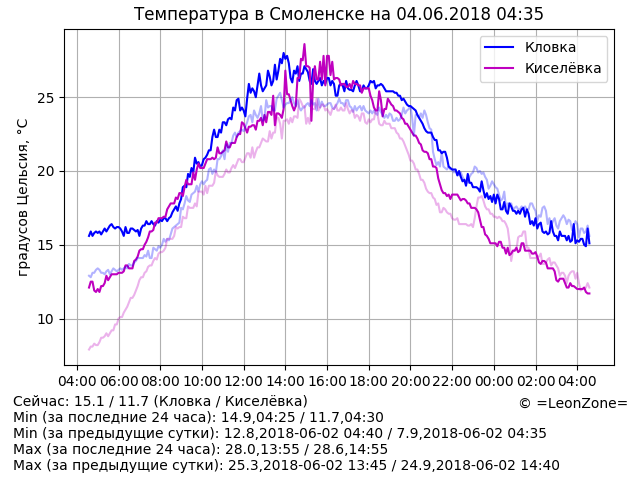 Температура в Смоленске на 04.06.2018 04:35
Кловка
Киселёвка
градусов Цельсия, °C
25
20
15
10
04:00 06:00 08:00 10:00 12:00 14:00 16:00 18:00 20:00 22:00 00:00 02:00 04:00
Сейчас: 15.1 / 11.7 (Кловка / Киселёвка)
© =LeonZone=
Min (за последние 24 часа): 14.9,04:25 / 11.7,04:30
Min (за предыдущие сутки): 12.8,2018-06-02 04:40 / 7.9,2018-06-02 04:35
Max (за последние 24 часа): 28.0,13:55 / 28.6,14:55
Max (за предыдущие сутки): 25.3,2018-06-02 13:45 / 24.9,2018-06-02 14:40